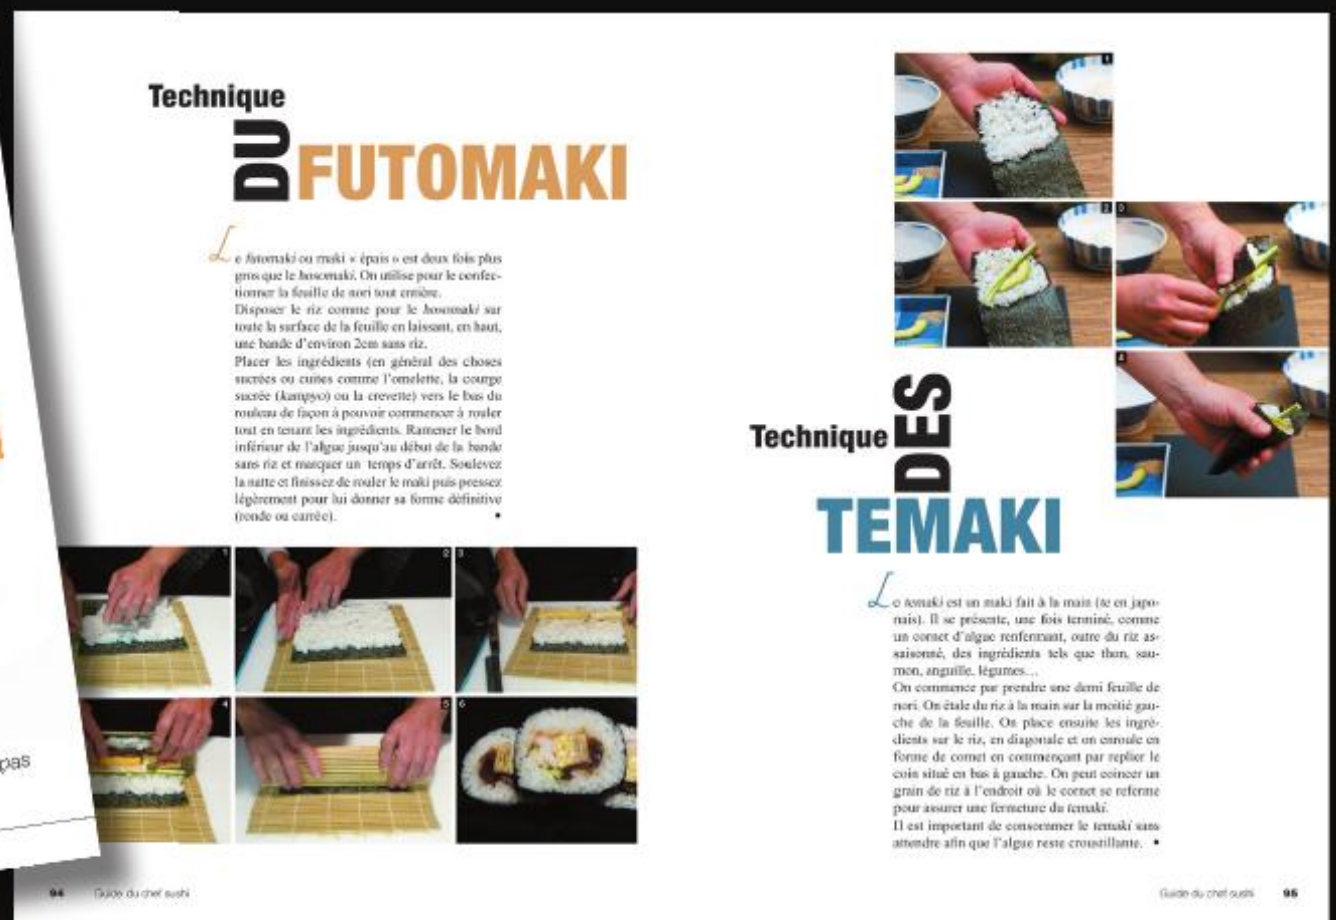 Technique
DU
FUTOMAKI
Le futomaki ou maki « épais » est deux fois plus
gros que le hosomaki. On utilise pour le confec-
tionner la feuille de nori tout entière.
Disposer le riz comme pour le hosomaki sur
toute la surface de la feuille en laissant, en haut,
une bande d'environ 2cm sans riz.
Placer les ingrédients (en général des choses
sucrées ou cuites comme l'omelette, la courge
sucrée (kampyo) ou la crevette) vers le bas du
rouleau de façon à pouvoir commencer à rouler
tout en tenant les ingrédients. Ramener le bord
inférieur de l'algue jusqu'au début de la bande
sans riz et marquer un temps d'arrêt. Soulevez
la natte et finissez de rouler le maki puis pressez
légèrement pour lui donner sa forme définitive
(ronde ou carrée). •
1
2
3
4
5
6
pas
94 Guide du chef sushi
1
2
3
4
Technique
DES
TEMAKI
Le temaki est un maki fait à la main (te en japo-
nais). Il se présente, une fois terminé, comme
un cornet d'algue renfermant, outre du riz as-
saisonné, des ingrédients tels que thon, sau-
mon, anguille, légumes…
On commence par prendre une demi feuille de
nori. On étale du riz à la main sur la moitié gau-
che de la feuille. On place ensuite les ingré-
dients sur le riz, en diagonale et on enroule en
forme de cornet en commençant par replier le
coin situé en bas à gauche. On peut coincer un
grain de riz à l'endroit où le cornet se referme
pour assurer une fermeture du temaki.
Il est important de consommer le temaki sans
attendre afin que l'algue reste croustillante. •
Guide du chef sushi 95